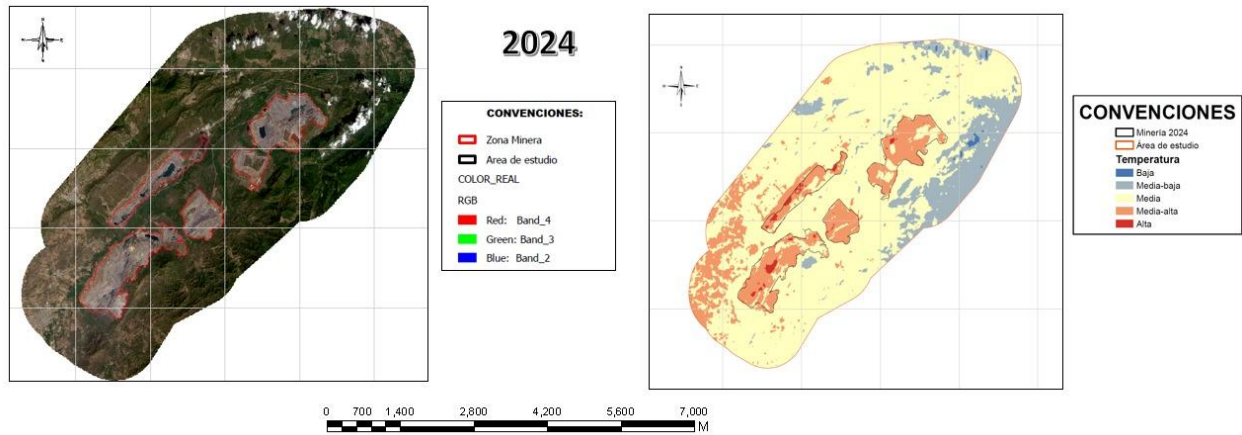 2024
CONVENCIONES:
Zona Minera
Area de estudio
COLOR_REAL
RGB
Red: Band_4
Green: Band_3
Blue: Band_2
CONVENCIONES
Minería 2024
Área de estudio
Temperatura
Baja
Media-baja
Media
Media-alta
Alta
0 700 1,400 2,800 4,200 5,600 7,000
M